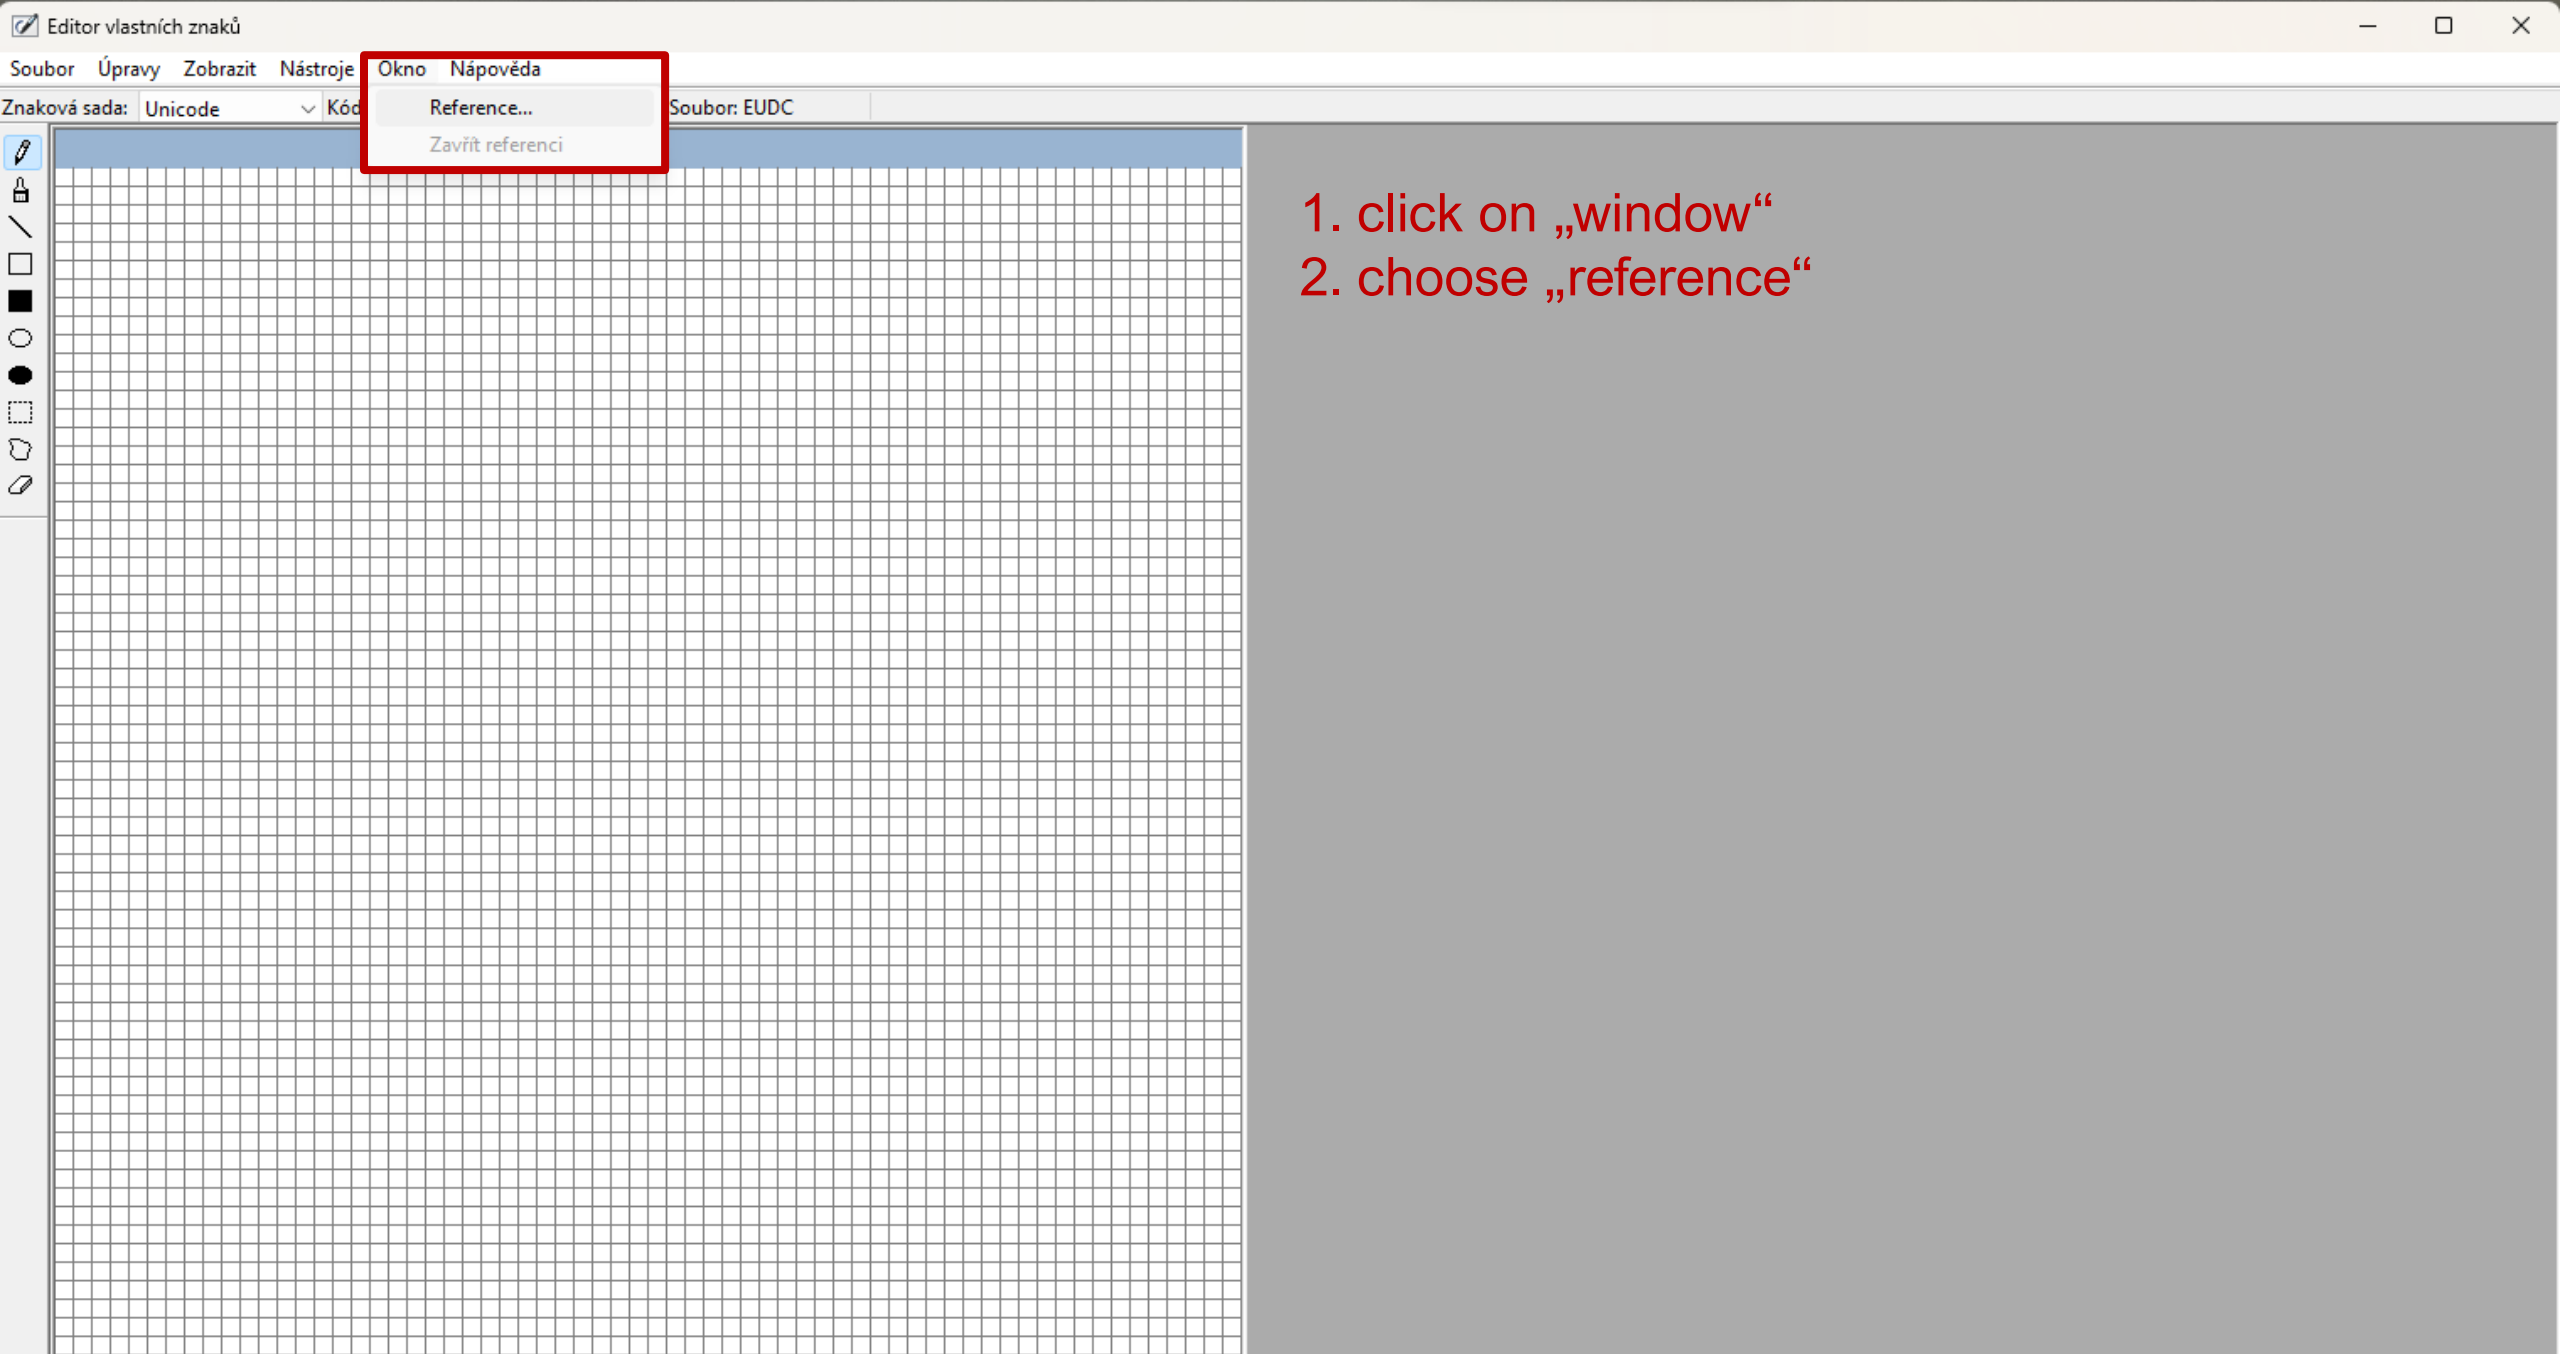 Editor vlastních znaků
Soubor Úpravy Zobrazit Nástroje Okno Nápověda
Znaková sada: Unicode Kód Soubor: EUDC
Reference...
Zavřít referenci
1. click on „window“
2. choose „reference“